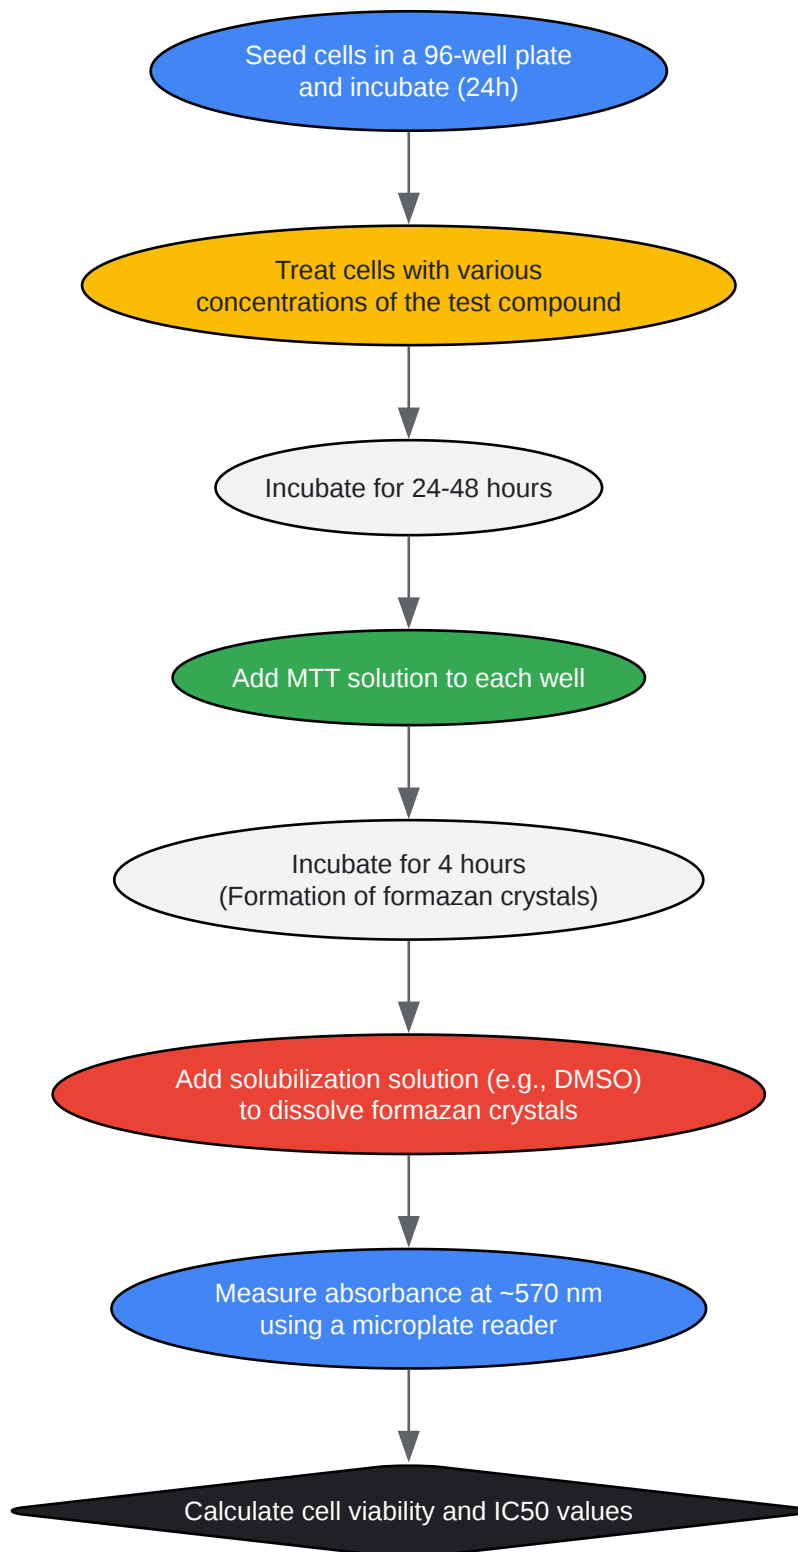 Seed cells in a 96-well plate
and incubate (24h)
Treat cells with various
concentrations of the test compound
Incubate for 24-48 hours
Add MTT solution to each well
Incubate for 4 hours
(Formation of formazan crystals)
Add solubilization solution (e.g., DMSO)
to dissolve formazan crystals
Measure absorbance at ~570 nm
using a microplate reader
Calculate cell viability and IC50 values